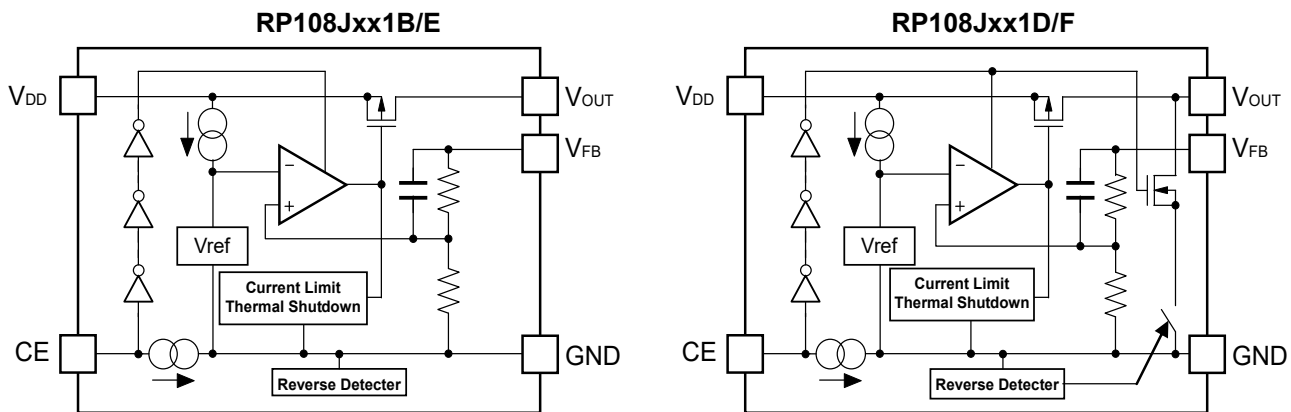 RP108Jxx1B/E
VDD
VOUT
VFB
−
+
Vref
Current Limit
Thermal Shutdown
CE
GND
Reverse Detecter
RP108Jxx1D/F
VDD
VOUT
VFB
−
+
Vref
Current Limit
Thermal Shutdown
CE
GND
Reverse Detecter